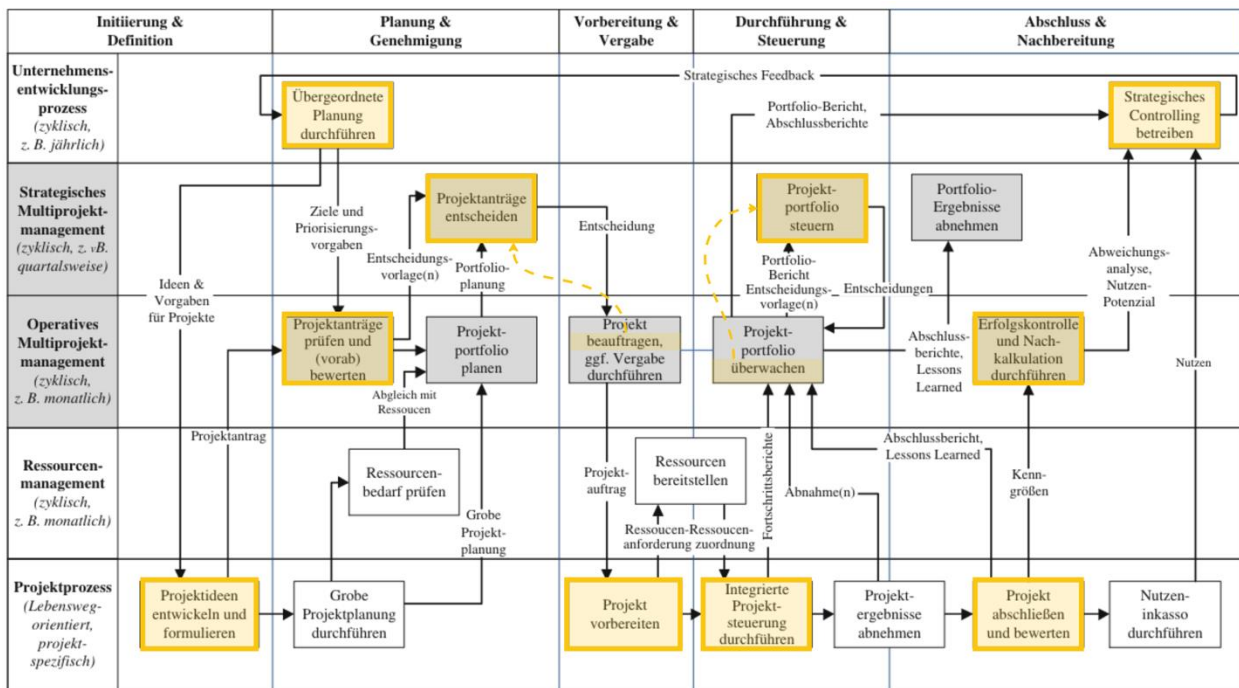 Initiierung &
Definition
Planung &
Genehmigung
Vorbereitung &
Vergabe
Durchführung &
Steuerung
Abschluss &
Nachbereitung
Unternehmens-
entwicklungs-
prozess
(zyklisch,
z. B. jährlich)
Übergeordnete
Planung
durchführen
Strategisches Feedback
Portfolio-Bericht,
Abschlussberichte
Strategisches
Controlling
betreiben
Strategisches
Multiprojekt-
management
(zyklisch, z. vB.
quartalsweise)
Ideen &
Vorgaben
für Projekte
Ziele und
Priorisierungs-
vorgaben
Entscheidungs-
vorlage(n)
Projektanträge
entscheiden
Portfolio-
planung
Entscheidung
Projekt-
portfolio
steuern
Portfolio-
Bericht
Entscheidungs-
vorlage(n)
Entscheidungen
Portfolio-
Ergebnisse
abnehmen
Abweichungs-
analyse,
Nutzen-
Potenzial
Operatives
Multiprojekt-
management
(zyklisch,
z. B. monatlich)
Projektanträge
prüfen und
(vorab)
bewerten
Projekt-
portfolio
planen
Abgleich mit
Ressoucen
Projekt
beauftragen,
ggf. Vergabe
durchführen
Projekt-
portfolio
überwachen
Abschluss-
berichte,
Lessons
Learned
Erfolgskontrolle
und Nach-
kalkulation
durchführen
Nutzen
Ressourcen-
management
(zyklisch,
z. B. monatlich)
Projektantrag
Ressourcen-
bedarf prüfen
Grobe
Projekt-
planung
Projekt-
auftrag
Ressourcen
bereitstellen
Ressoucen-
anforderung
Ressoucen-
zuordnung
Fortschrittsberichte
Abnahme(n)
Abschlussbericht,
Lessons Learned
Kenn-
größen
Projektprozess
(Lebensweg-
orientiert,
projekt-
spezifisch)
Projektideen
entwickeln und
formulieren
Grobe
Projektplanung
durchführen
Projekt
vorbereiten
Integrierte
Projekt-
steuerung
durchführen
Projekt-
ergebnisse
abnehmen
Projekt
abschließen
und bewerten
Nutzen-
inkasso
durchführen